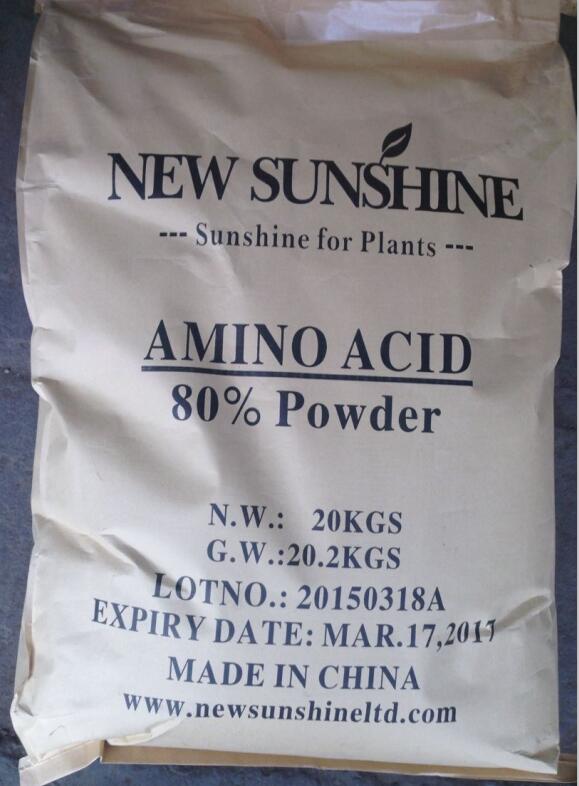 NEW SUNSHINE
--- Sunshine for Plants ---
AMINO ACID
80% Powder
N.W.: 20KGS
G.W.:20.2KGS
LOTNO.: 20150318A
EXPIRY DATE: MAR.17,2017
MADE IN CHINA
www.newsunshineltd.com